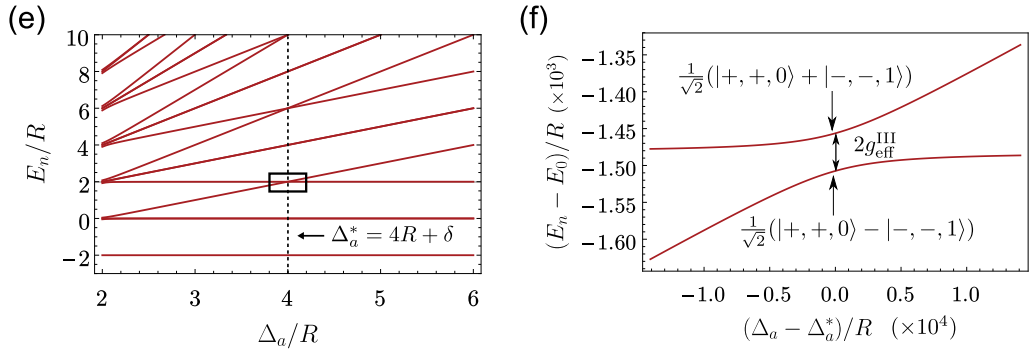 (e)
10
8
6
4
2
0
−2
E_n/R
Δ_a^* = 4R + δ
2 3 4 5 6
Δ_a/R
(f)
−1.35
−1.40
−1.45
−1.50
−1.55
−1.60
(E_n − E_0)/R (×10^3)
1/√2(|+, +, 0⟩ + |−, −, 1⟩)
2g_eff^III
1/√2(|+, +, 0⟩ − |−, −, 1⟩)
−1.0 −0.5 0.0 0.5 1.0
(Δ_a − Δ_a^*)/R (×10^4)